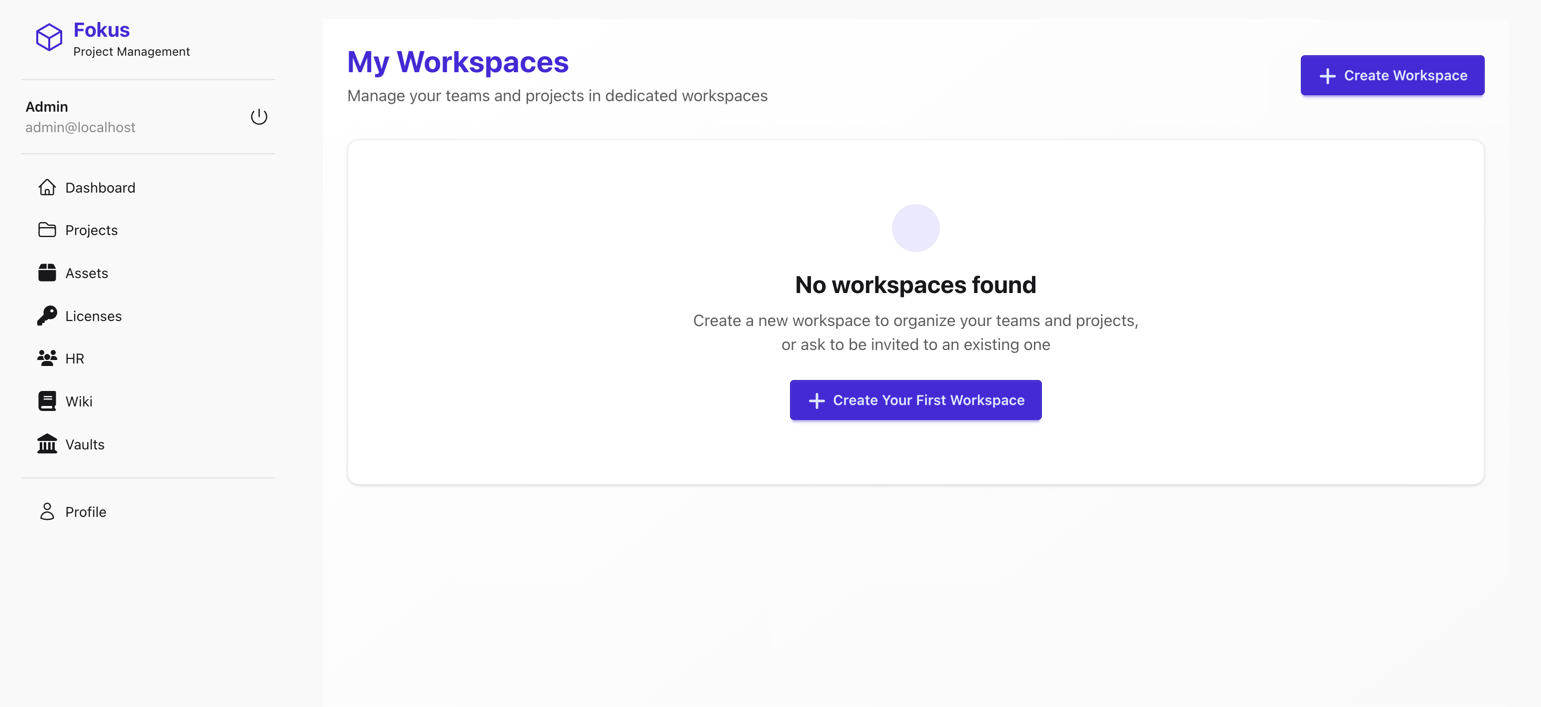 Fokus
Project Management
Admin
admin@localhost
Dashboard
Projects
Assets
Licenses
HR
Wiki
Vaults
Profile
My Workspaces
Manage your teams and projects in dedicated workspaces
Create Workspace
No workspaces found
Create a new workspace to organize your teams and projects,
or ask to be invited to an existing one
Create Your First Workspace